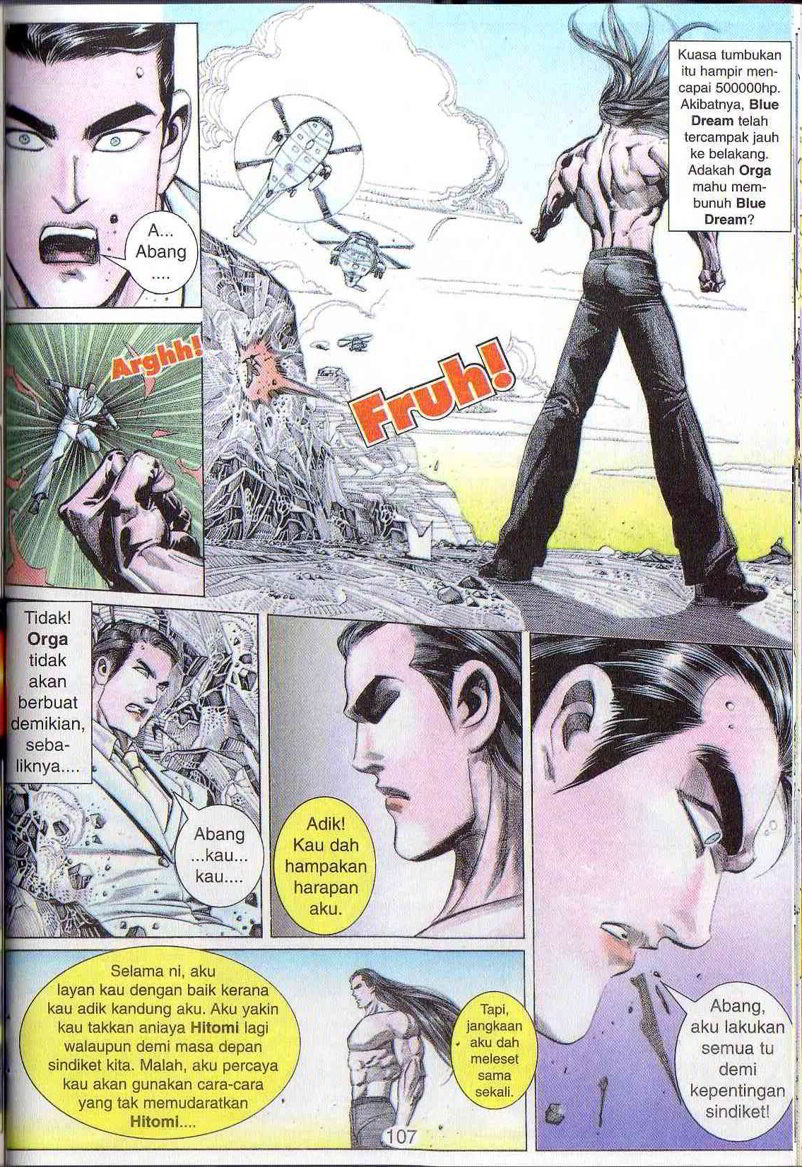 A...
Abang
....
Kuasa tumbukan
itu hampir men-
capai 500000hp.
Akibatnya, Blue
Dream telah
tercampak jauh
ke belakang.
Adakah Orga
mahu mem-
bunuh Blue
Dream?
Arghh!
Fruh!
Tidak!
Orga
tidak
akan
berbuat
demikian,
seba-
liknya....
Abang
...kau...
kau....
Adik!
Kau dah
hampakan
harapan
aku.
Abang,
aku lakukan
semua tu
demi
kepentingan
sindiket!
Selama ni, aku
layan kau dengan baik kerana
kau adik kandung aku. Aku yakin
kau takkan aniaya Hitomi lagi
walaupun demi masa depan
sindiket kita. Malah, aku percaya
kau akan gunakan cara-cara
yang tak memudaratkan
Hitomi....
Tapi,
jangkaan
aku dah
meleset
sama
sekali.
107